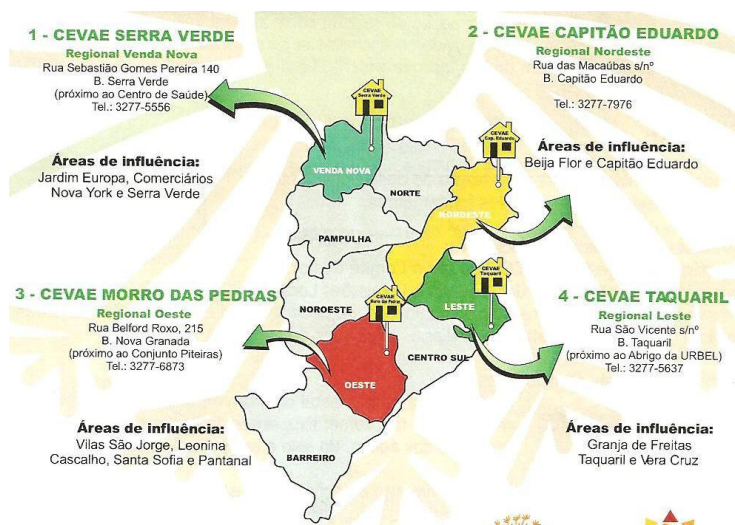 1 - CEVAE SERRA VERDE
Regional Venda Nova
Rua Sebastião Gomes Pereira 140
B. Serra Verde
(próximo ao Centro de Saúde)
Tel.: 3277-5556
Áreas de influência:
Jardim Europa, Comerciários
Nova York e Serra Verde
2 - CEVAE CAPITÃO EDUARDO
Regional Nordeste
Rua das Macaúbas s/nº
B. Capitão Eduardo
Tel.: 3277-7976
Áreas de influência:
Beija Flor e Capitão Eduardo
CEVAE
Serra Verde
CEVAE
Cap. Eduardo
VENDA NOVA
NORTE
NORDESTE
PAMPULHA
CEVAE
Taquaril
3 - CEVAE MORRO DAS PEDRAS
Regional Oeste
Rua Belford Roxo, 215
B. Nova Granada
(próximo ao Conjunto Piteiras)
Tel.: 3277-6873
Áreas de influência:
Vilas São Jorge, Leonina
Cascalho, Santa Sofia e Pantanal
NOROESTE
CEVAE
Morro das Pedras
LESTE
CENTRO SUL
OESTE
BARREIRO
4 - CEVAE TAQUARIL
Regional Leste
Rua São Vicente s/nº
B. Taquaril
(próximo ao Abrigo da URBEL)
Tel.: 3277-5637
Áreas de influência:
Granja de Freitas
Taquaril e Vera Cruz